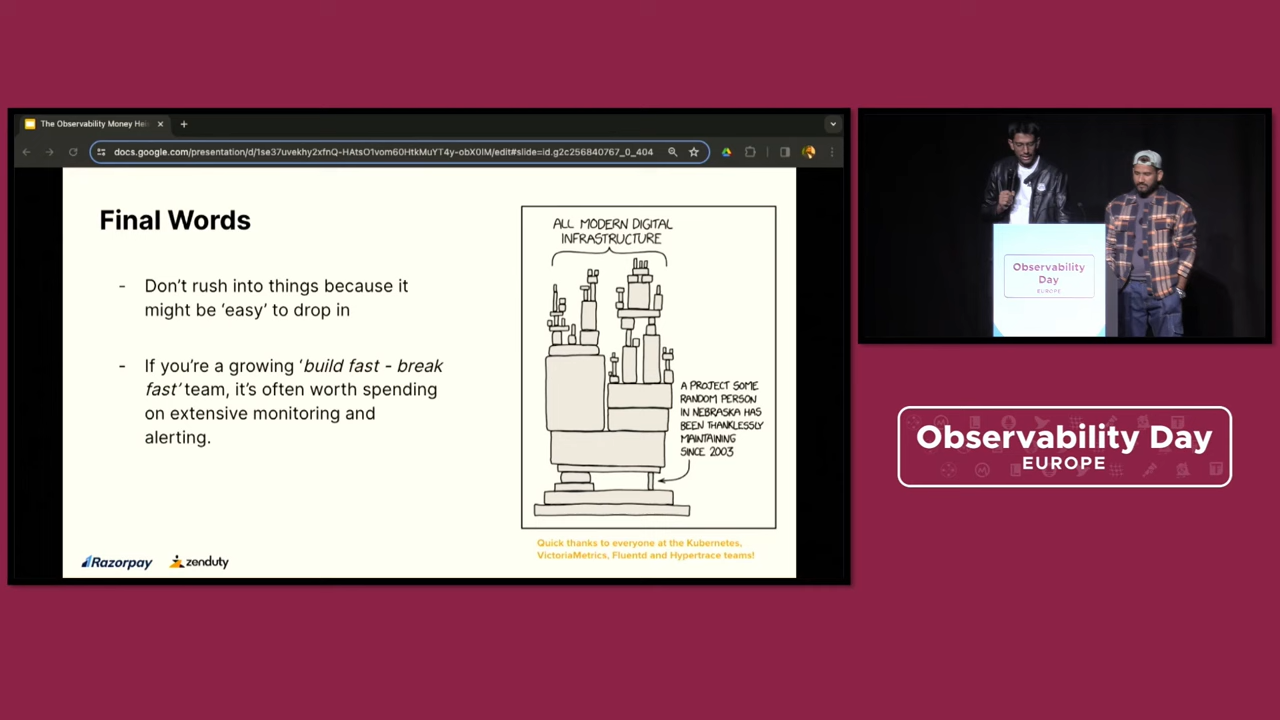 The Observability Money Hei
docs.google.com/presentation/d/1se37uvekhy2xfnQ-HAtsO1vom60HtkMuYT4y-obX0lM/edit#slide=id.g2c256840767_0_404
Final Words
- Don’t rush into things because it
might be ‘easy’ to drop in
- If you’re a growing ‘build fast - break
fast’ team, it’s often worth spending
on extensive monitoring and
alerting.
ALL MODERN DIGITAL
INFRASTRUCTURE
A PROJECT SOME
RANDOM PERSON
IN NEBRASKA HAS
BEEN THANKLESSLY
MAINTAINING
SINCE 2003
Quick thanks to everyone at the Kubernetes,
VictoriaMetrics, Fluentd and Hypertrace teams!
Razorpay
zenduty
Observability
Day
EUROPE
Observability Day
EUROPE